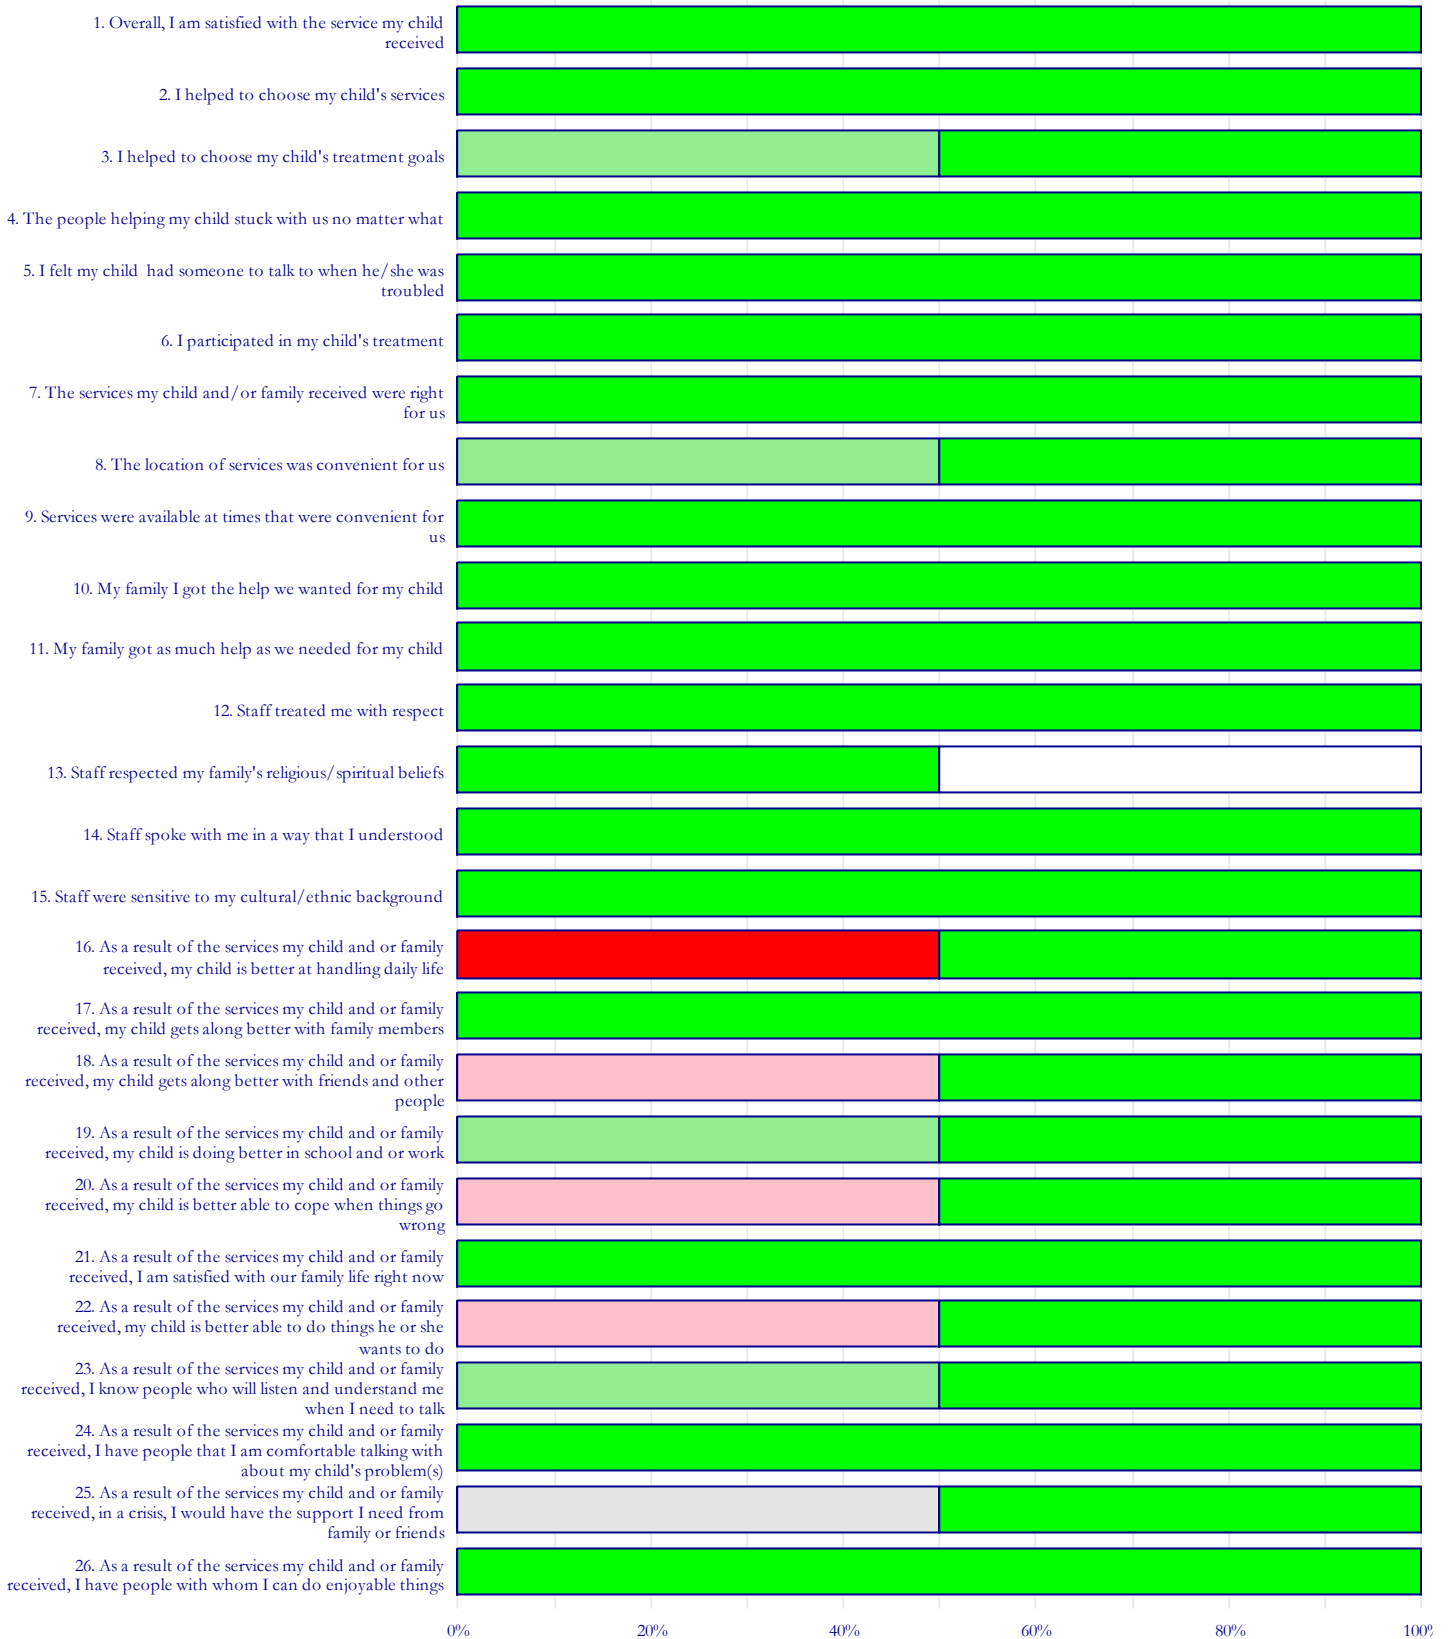 1. Overall, I am satisfied with the service my child
received
2. I helped to choose my child's services
3. I helped to choose my child's treatment goals
4. The people helping my child stuck with us no matter what
5. I felt my child  had someone to talk to when he/she was
troubled
6. I participated in my child's treatment
7. The services my child and/or family received were right
for us
8. The location of services was convenient for us
9. Services were available at times that were convenient for
us
10. My family I got the help we wanted for my child
11. My family got as much help as we needed for my child
12. Staff treated me with respect
13. Staff respected my family's religious/spiritual beliefs
14. Staff spoke with me in a way that I understood
15. Staff were sensitive to my cultural/ethnic background
16. As a result of the services my child and or family
received, my child is better at handling daily life
17. As a result of the services my child and or family
received, my child gets along better with family members
18. As a result of the services my child and or family
received, my child gets along better with friends and other
people
19. As a result of the services my child and or family
received, my child is doing better in school and or work
20. As a result of the services my child and or family
received, my child is better able to cope when things go
wrong
21. As a result of the services my child and or family
received, I am satisfied with our family life right now
22. As a result of the services my child and or family
received, my child is better able to do things he or she
wants to do
23. As a result of the services my child and or family
received, I know people who will listen and understand me
when I need to talk
24. As a result of the services my child and or family
received, I have people that I am comfortable talking with
about my child's problem(s)
25. As a result of the services my child and or family
received, in a crisis, I would have the support I need from
family or friends
26. As a result of the services my child and or family
received, I have people with whom I can do enjoyable things
0% 20% 40% 60% 80% 100%